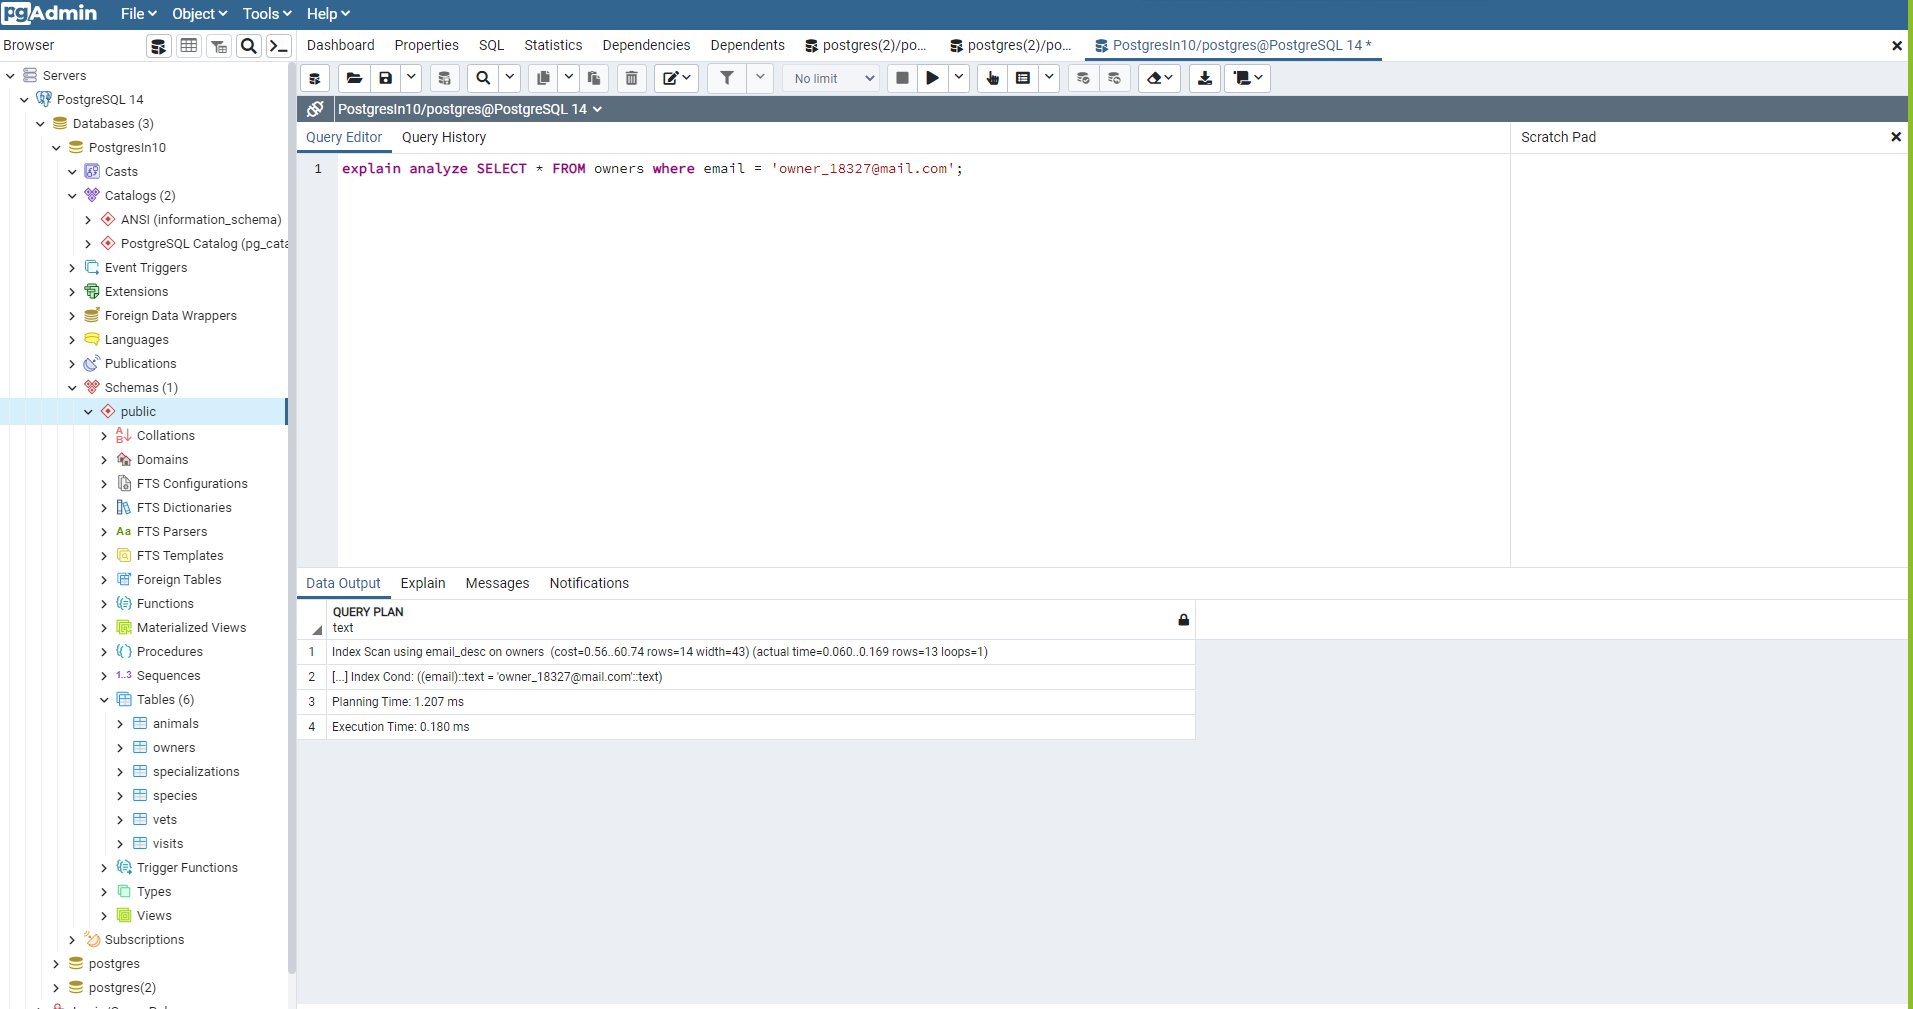 pgAdmin File Object Tools Help
Browser
Dashboard Properties SQL Statistics Dependencies Dependents postgres(2)/po... postgres(2)/po... PostgresIn10/postgres@PostgreSQL 14 *
No limit
PostgresIn10/postgres@PostgreSQL 14
Query Editor Query History
Scratch Pad
1 explain analyze SELECT * FROM owners where email = 'owner_18327@mail.com';
Servers
PostgreSQL 14
Databases (3)
PostgresIn10
Casts
Catalogs (2)
ANSI (information_schema)
PostgreSQL Catalog (pg_cata
Event Triggers
Extensions
Foreign Data Wrappers
Languages
Publications
Schemas (1)
public
Collations
Domains
FTS Configurations
FTS Dictionaries
Aa FTS Parsers
FTS Templates
Foreign Tables
Functions
Materialized Views
Procedures
1..3 Sequences
Tables (6)
animals
owners
specializations
species
vets
visits
Trigger Functions
Types
Views
Subscriptions
postgres
postgres(2)
Data Output Explain Messages Notifications
QUERY PLAN
text
1 Index Scan using email_desc on owners (cost=0.56..60.74 rows=14 width=43) (actual time=0.060..0.169 rows=13 loops=1)
2 [...] Index Cond: ((email)::text = 'owner_18327@mail.com'::text)
3 Planning Time: 1.207 ms
4 Execution Time: 0.180 ms